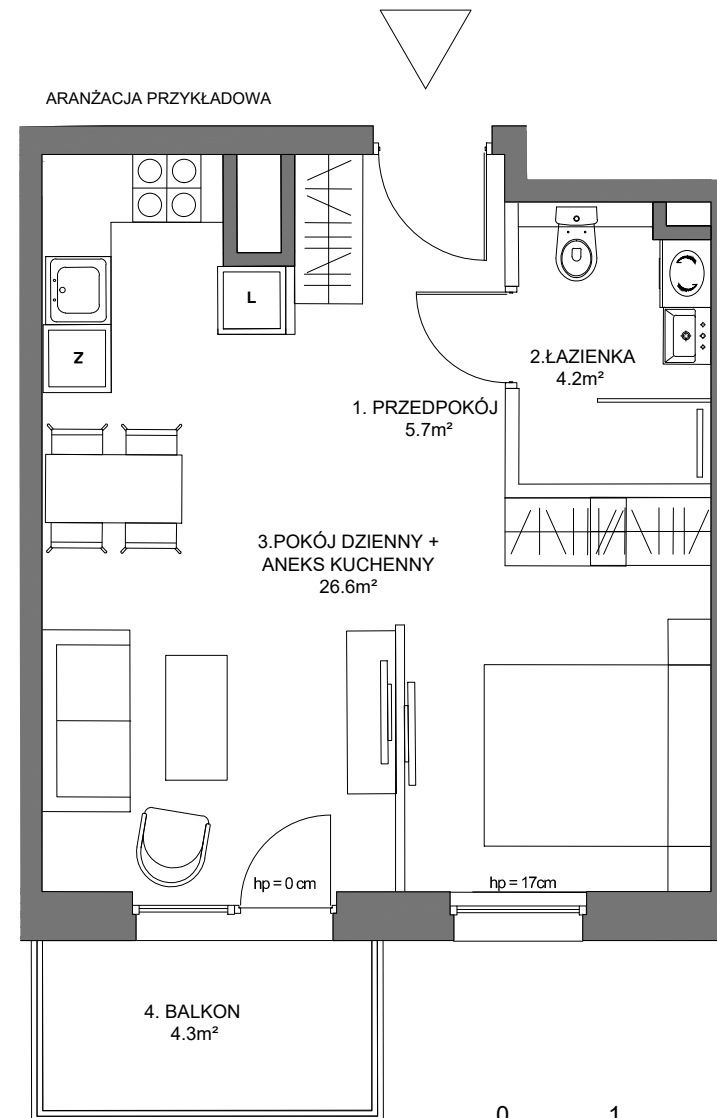 ARANŻACJA PRZYKŁADOWA
L
Z
2.ŁAZIENKA
4.2m²
1. PRZEDPOKÓJ
5.7m²
3.POKÓJ DZIENNY +
ANEKS KUCHENNY
26.6m²
hp = 0 cm
hp = 17cm
4. BALKON
4.3m²
0 1